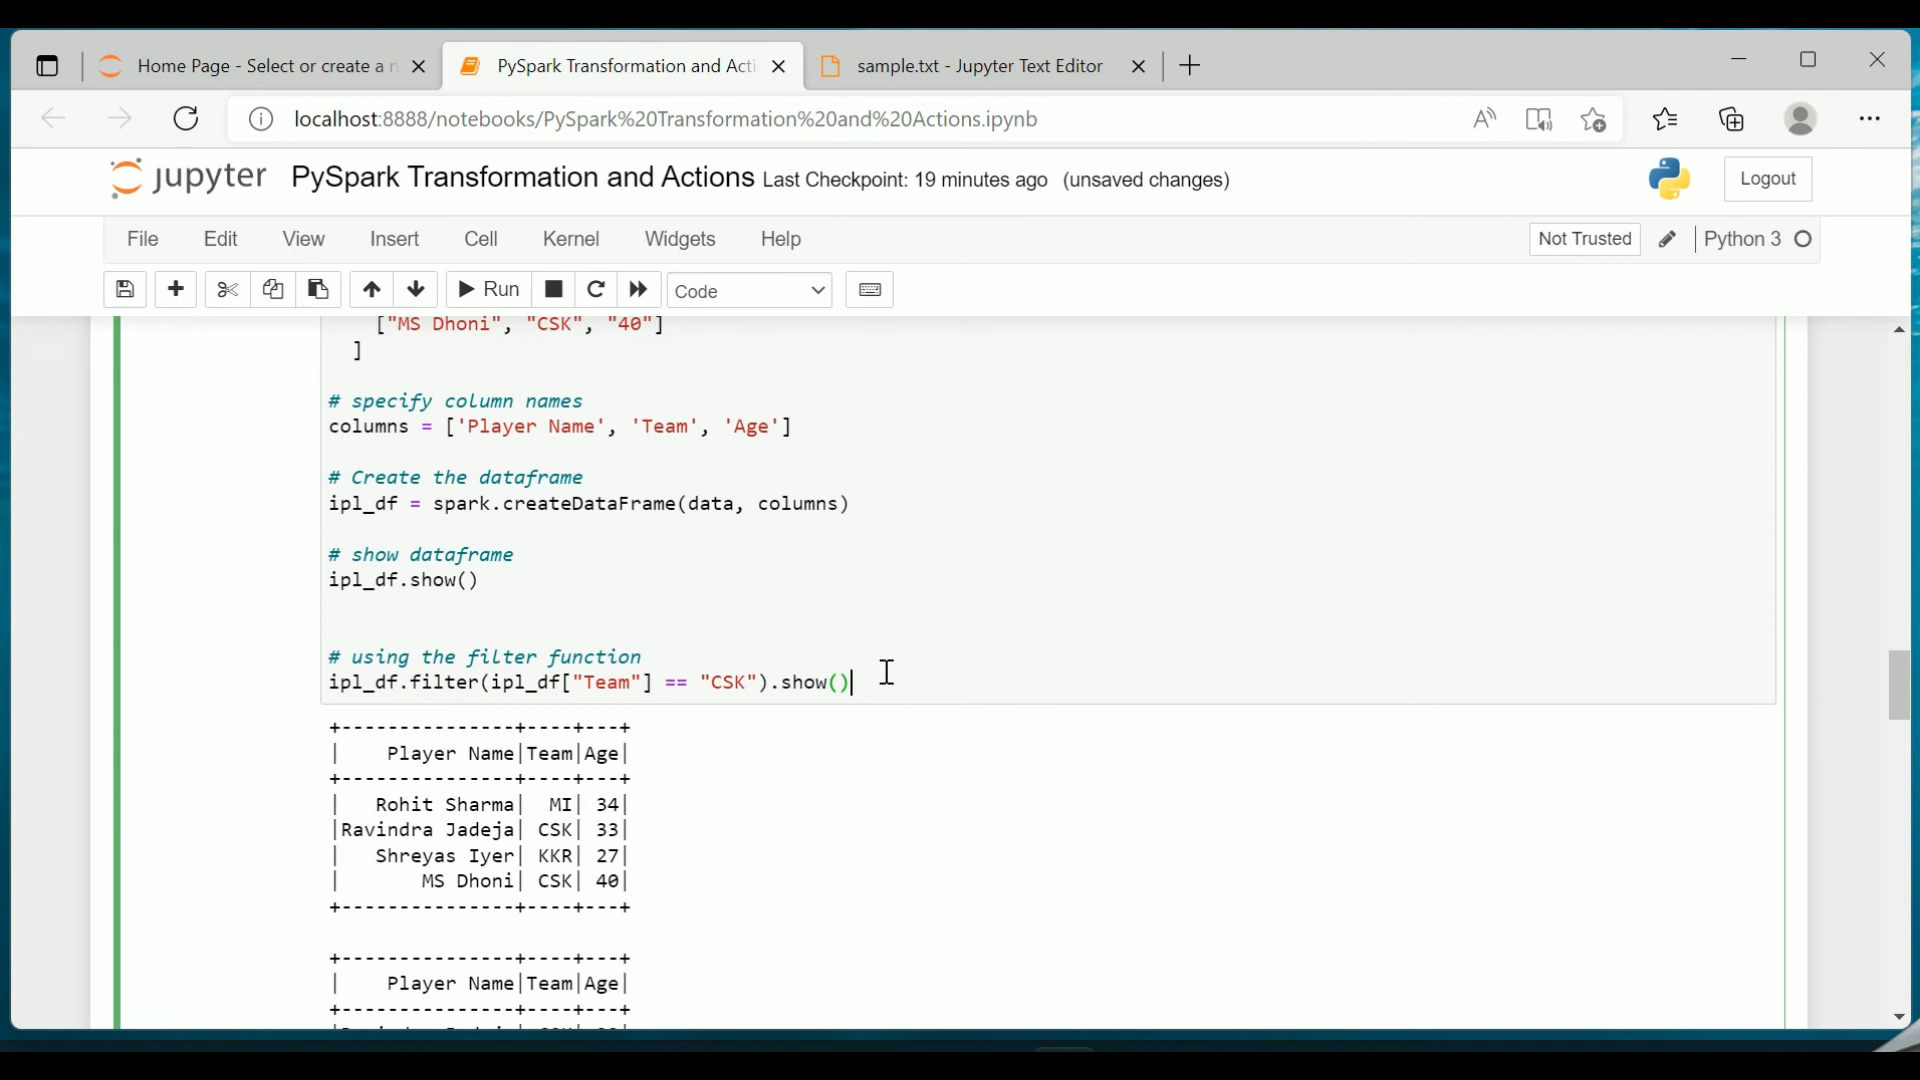 Home Page - Select or create a n
PySpark Transformation and Acti
sample.txt - Jupyter Text Editor
localhost:8888/notebooks/PySpark%20Transformation%20and%20Actions.ipynb
jupyter PySpark Transformation and Actions Last Checkpoint: 19 minutes ago (unsaved changes)
Logout
File Edit View Insert Cell Kernel Widgets Help
Not Trusted
Python 3
Run
Code
["MS Dhoni", "CSK", "40"]
]
# specify column names
columns = ['Player Name', 'Team', 'Age']
# Create the dataframe
ipl_df = spark.createDataFrame(data, columns)
# show dataframe
ipl_df.show()
# using the filter function
ipl_df.filter(ipl_df["Team"] == "CSK").show()
+---------------+----+---+
|    Player Name|Team|Age|
+---------------+----+---+
|   Rohit Sharma|  MI| 34|
|Ravindra Jadeja| CSK| 33|
|   Shreyas Iyer| KKR| 27|
|       MS Dhoni| CSK| 40|
+---------------+----+---+
+---------------+----+---+
|    Player Name|Team|Age|
+---------------+----+---+